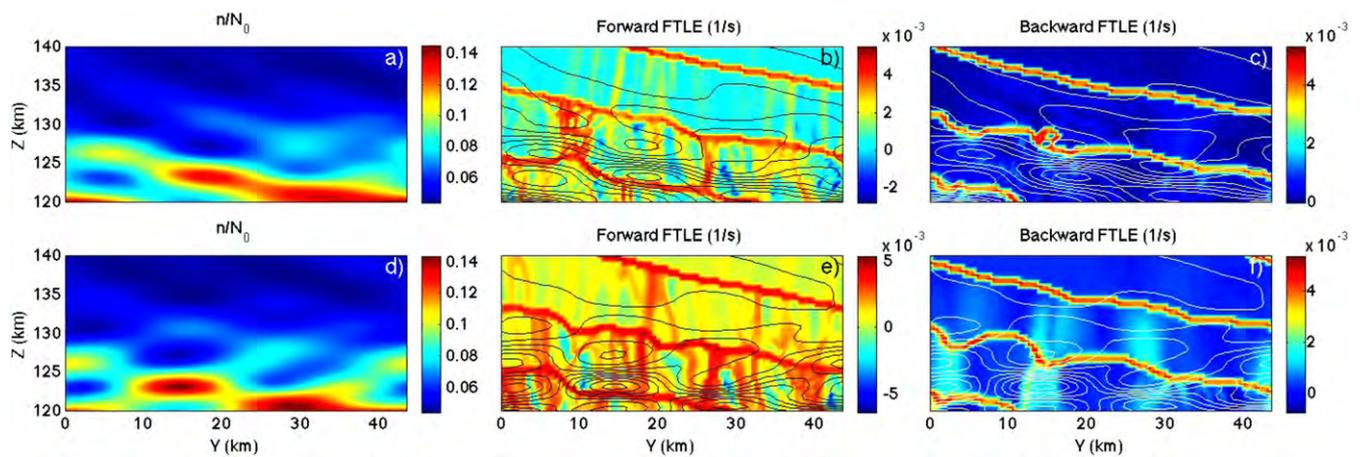 n/N₀
Forward FTLE (1/s)
Backward FTLE (1/s)
140
130
125
120
Z (km)
a)
0.14
0.12
0.1
0.08
0.06
b)
x 10⁻³
4
2
0
-2
c)
x 10⁻³
4
2
0
n/N₀
Forward FTLE (1/s)
Backward FTLE (1/s)
140
130
125
120
Z (km)
0 10 20 30 40
Y (km)
d)
0.14
0.12
0.1
0.08
0.06
0 10 20 30 40
Y (km)
e)
x 10⁻³
5
0
-5
0 10 20 30 40
Y (km)
f)
x 10⁻³
4
2
0